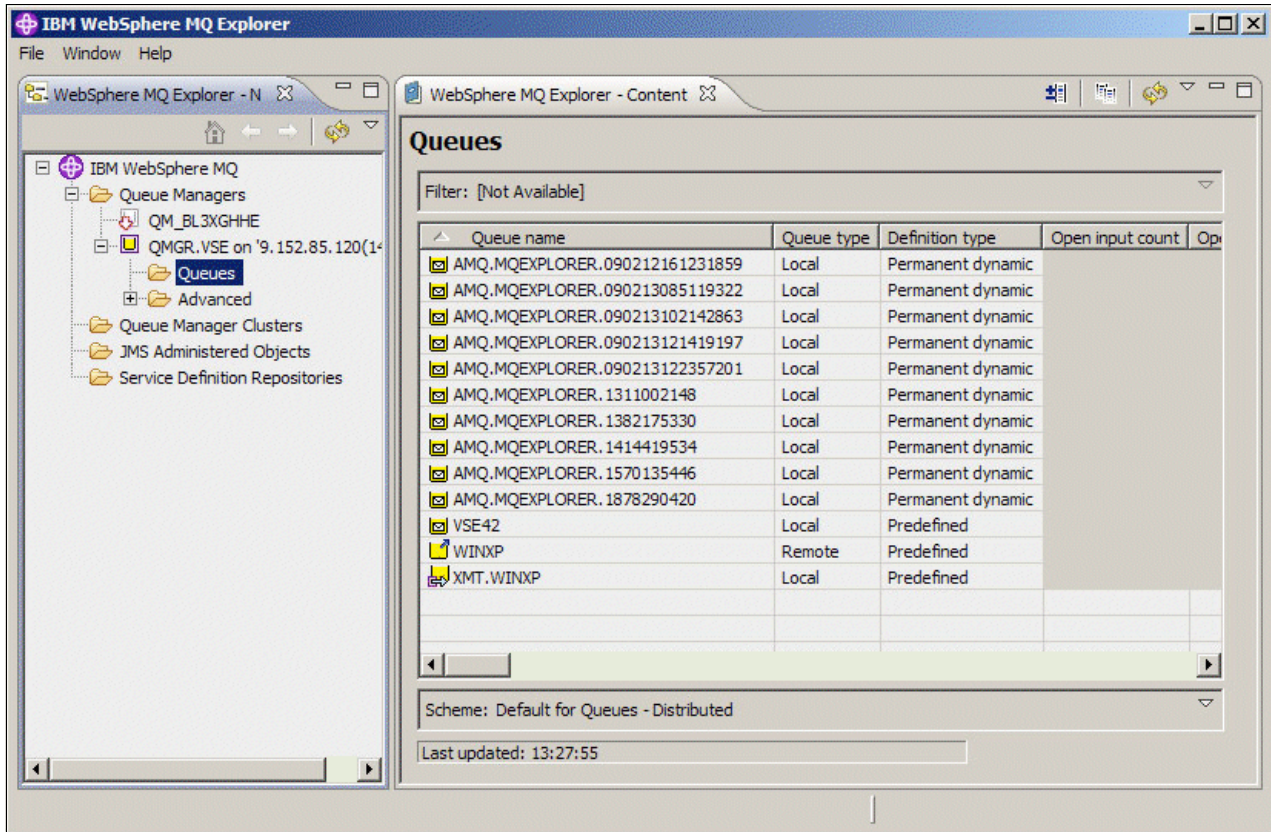 IBM WebSphere MQ Explorer
File Window Help
WebSphere MQ Explorer - N
IBM WebSphere MQ
Queue Managers
QM_BL3XGHHE
QMGR.VSE on '9.152.85.120(14
Queues
Advanced
Queue Manager Clusters
JMS Administered Objects
Service Definition Repositories
WebSphere MQ Explorer - Content
Queues
Filter: [Not Available]
Queue name Queue type Definition type Open input count Ope
AMQ.MQEXPLORER.090212161231859 Local Permanent dynamic
AMQ.MQEXPLORER.090213085119322 Local Permanent dynamic
AMQ.MQEXPLORER.090213102142863 Local Permanent dynamic
AMQ.MQEXPLORER.090213121419197 Local Permanent dynamic
AMQ.MQEXPLORER.090213122357201 Local Permanent dynamic
AMQ.MQEXPLORER.1311002148 Local Permanent dynamic
AMQ.MQEXPLORER.1382175330 Local Permanent dynamic
AMQ.MQEXPLORER.1414419534 Local Permanent dynamic
AMQ.MQEXPLORER.1570135446 Local Permanent dynamic
AMQ.MQEXPLORER.1878290420 Local Permanent dynamic
VSE42 Local Predefined
WINXP Remote Predefined
XMT.WINXP Local Predefined
Scheme: Default for Queues - Distributed
Last updated: 13:27:55